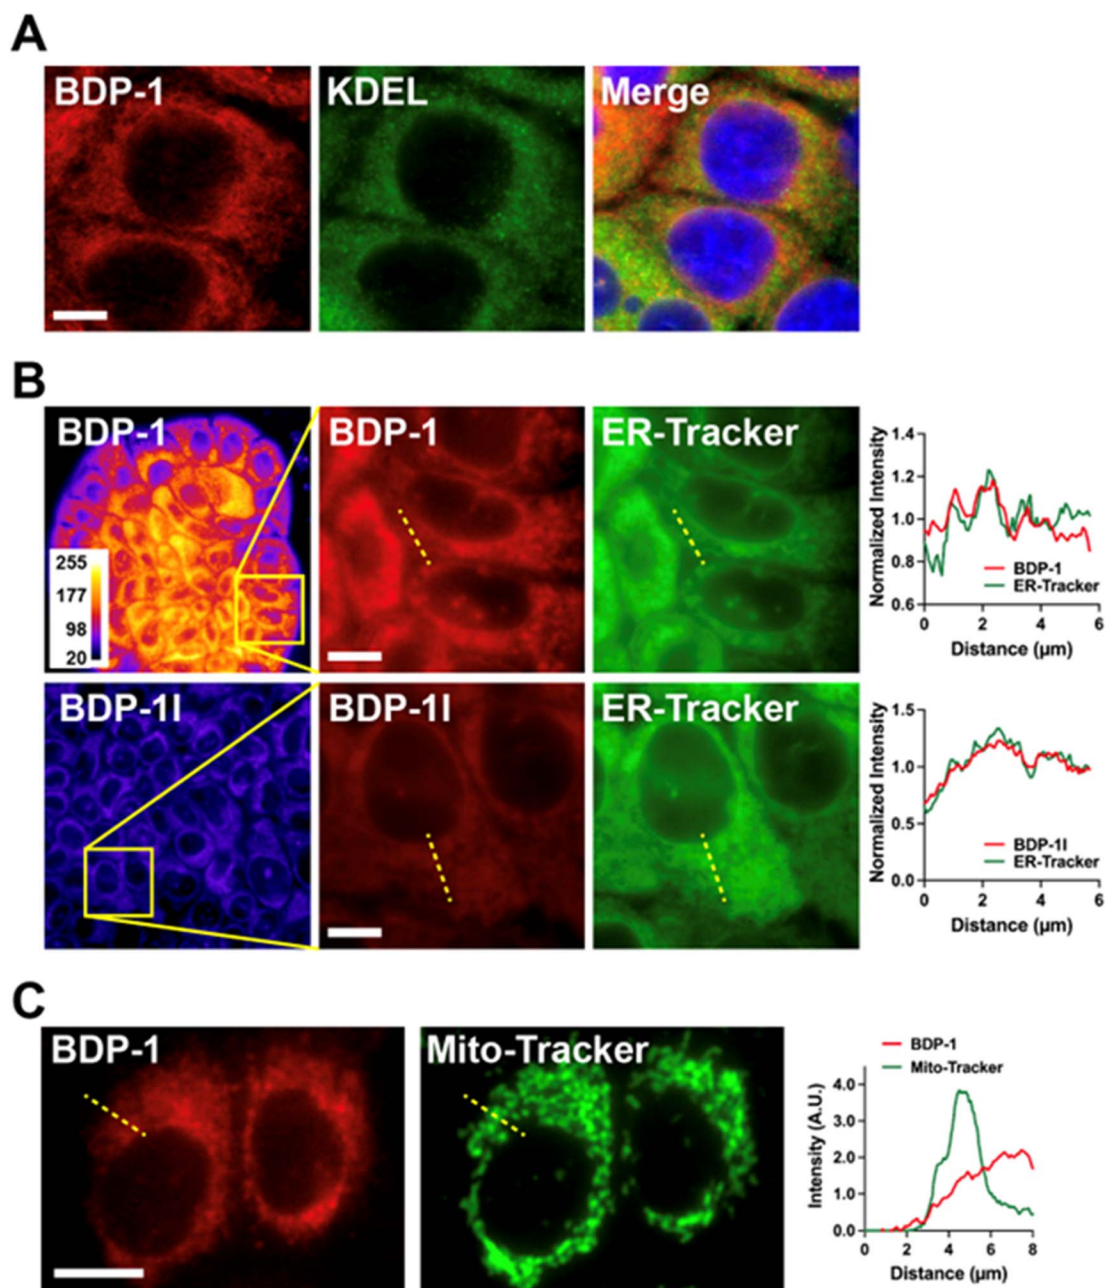 A
BDP-1
KDEL
Merge
B
BDP-1
BDP-1
ER-Tracker
255
177
98
20
Normalized Intensity
1.4
1.2
1.0
0.8
0.6
BDP-1
ER-Tracker
0 2 4 6
Distance (µm)
BDP-1I
BDP-1I
ER-Tracker
Normalized Intensity
1.5
1.0
0.5
0.0
BDP-1I
ER-Tracker
0 2 4 6
Distance (µm)
C
BDP-1
Mito-Tracker
BDP-1
Mito-Tracker
Intensity (A.U.)
4.0
3.0
2.0
1.0
0.0
0 2 4 6 8
Distance (µm)